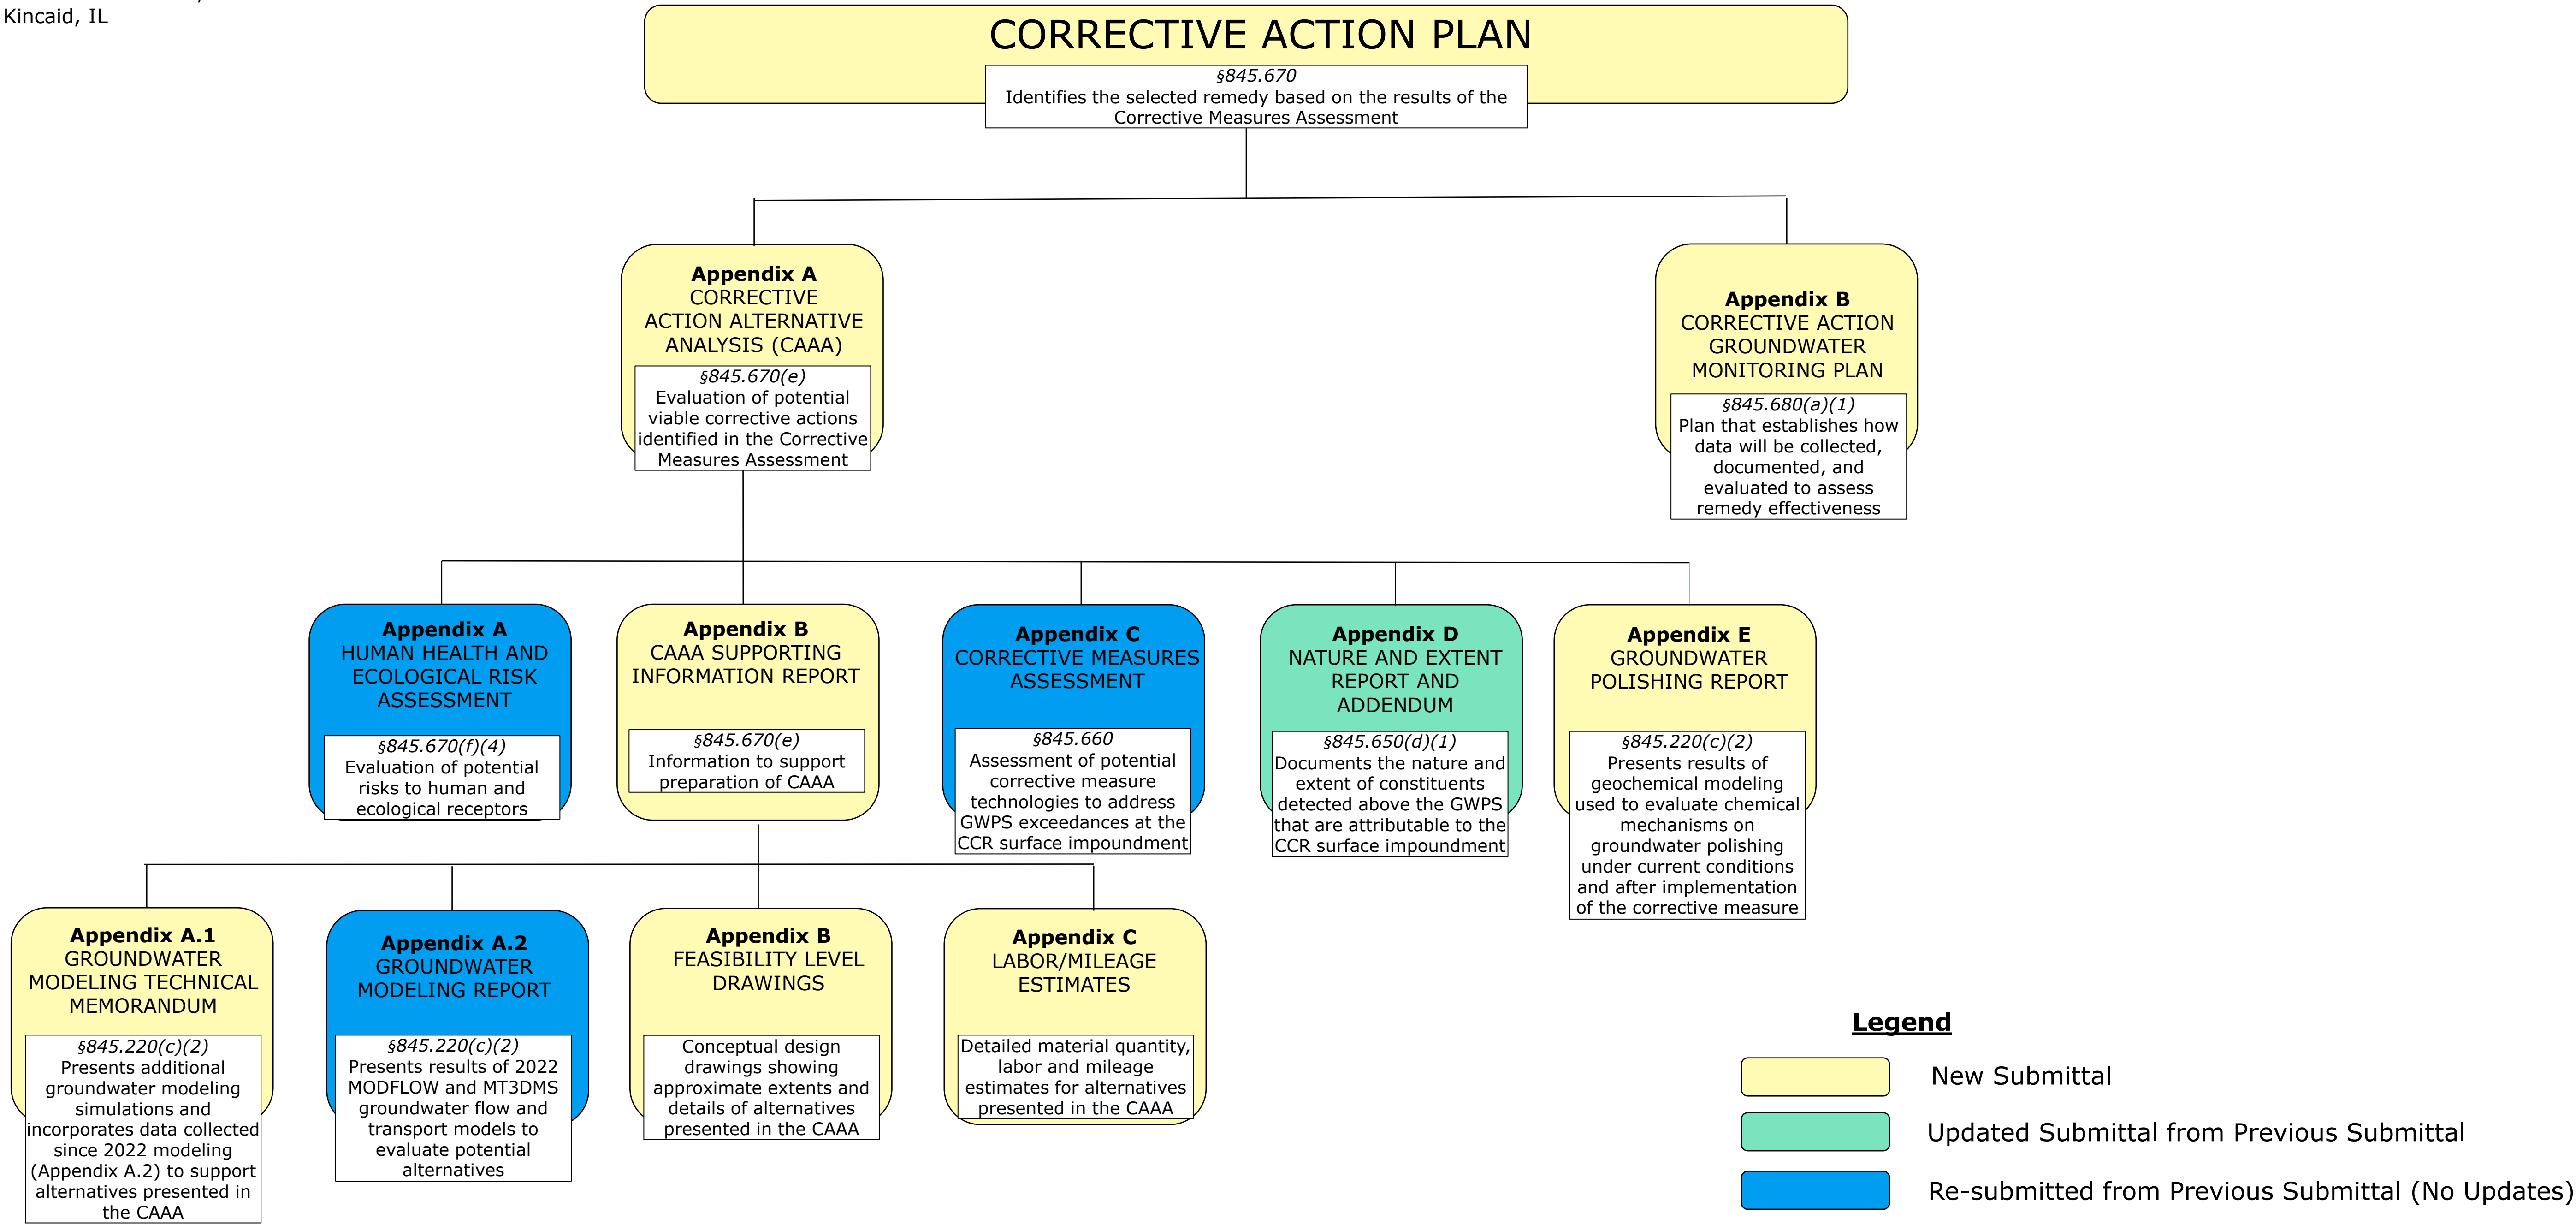 Kincaid, IL
CORRECTIVE ACTION PLAN
§845.670
Identifies the selected remedy based on the results of the
Corrective Measures Assessment
Appendix A
CORRECTIVE
ACTION ALTERNATIVE
ANALYSIS (CAAA)
§845.670(e)
Evaluation of potential
viable corrective actions
identified in the Corrective
Measures Assessment
Appendix B
CORRECTIVE ACTION
GROUNDWATER
MONITORING PLAN
§845.680(a)(1)
Plan that establishes how
data will be collected,
documented, and
evaluated to assess
remedy effectiveness
Appendix A
HUMAN HEALTH AND
ECOLOGICAL RISK
ASSESSMENT
§845.670(f)(4)
Evaluation of potential
risks to human and
ecological receptors
Appendix B
CAAA SUPPORTING
INFORMATION REPORT
§845.670(e)
Information to support
preparation of CAAA
Appendix C
CORRECTIVE MEASURES
ASSESSMENT
§845.660
Assessment of potential
corrective measure
technologies to address
GWPS exceedances at the
CCR surface impoundment
Appendix D
NATURE AND EXTENT
REPORT AND
ADDENDUM
§845.650(d)(1)
Documents the nature and
extent of constituents
detected above the GWPS
that are attributable to the
CCR surface impoundment
Appendix E
GROUNDWATER
POLISHING REPORT
§845.220(c)(2)
Presents results of
geochemical modeling
used to evaluate chemical
mechanisms on
groundwater polishing
under current conditions
and after implementation
of the corrective measure
Appendix A.1
GROUNDWATER
MODELING TECHNICAL
MEMORANDUM
§845.220(c)(2)
Presents additional
groundwater modeling
simulations and
incorporates data collected
since 2022 modeling
(Appendix A.2) to support
alternatives presented in
the CAAA
Appendix A.2
GROUNDWATER
MODELING REPORT
§845.220(c)(2)
Presents results of 2022
MODFLOW and MT3DMS
groundwater flow and
transport models to
evaluate potential
alternatives
Appendix B
FEASIBILITY LEVEL
DRAWINGS
Conceptual design
drawings showing
approximate extents and
details of alternatives
presented in the CAAA
Appendix C
LABOR/MILEAGE
ESTIMATES
Detailed material quantity,
labor and mileage
estimates for alternatives
presented in the CAAA
Legend
New Submittal
Updated Submittal from Previous Submittal
Re-submitted from Previous Submittal (No Updates)